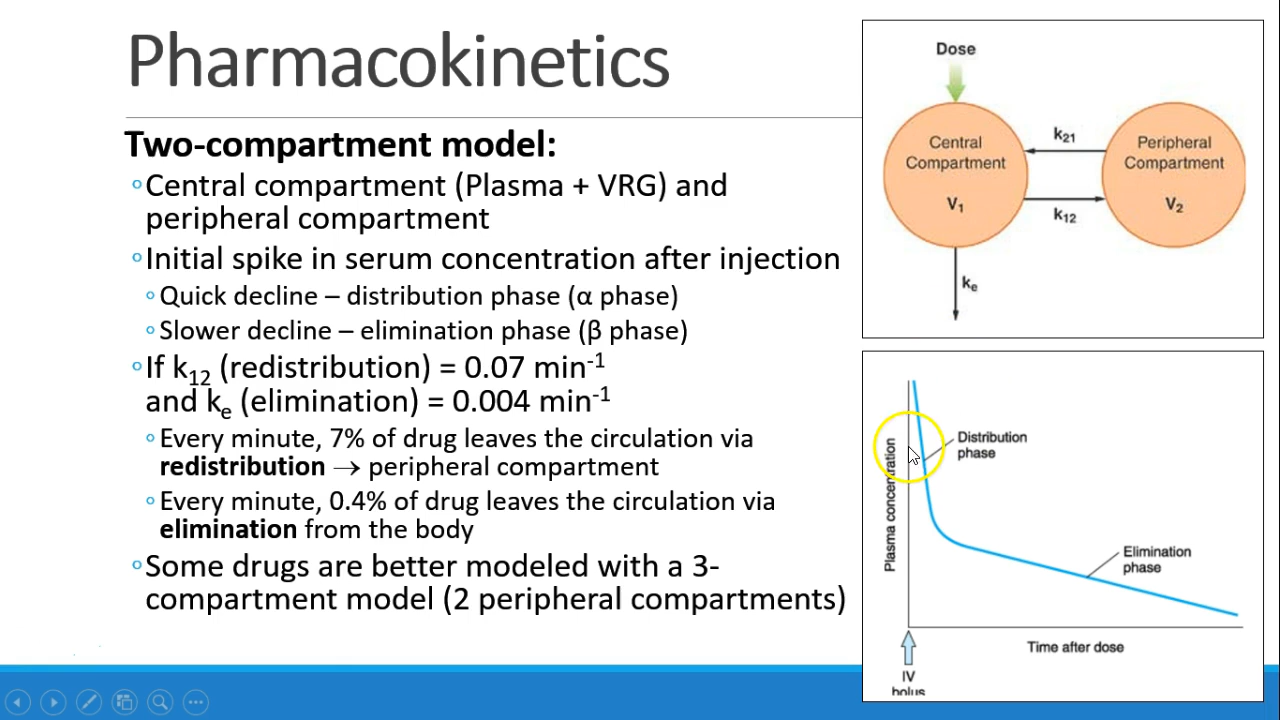 Pharmacokinetics
Two-compartment model:
◦Central compartment (Plasma + VRG) and
peripheral compartment
◦Initial spike in serum concentration after injection
◦Quick decline – distribution phase (α phase)
◦Slower decline – elimination phase (β phase)
◦If k₁₂ (redistribution) = 0.07 min⁻¹
and kₑ (elimination) = 0.004 min⁻¹
◦Every minute, 7% of drug leaves the circulation via
redistribution → peripheral compartment
◦Every minute, 0.4% of drug leaves the circulation via
elimination from the body
◦Some drugs are better modeled with a 3-
compartment model (2 peripheral compartments)
Dose
Central
Compartment
V₁
k₂₁
k₁₂
Peripheral
Compartment
V₂
kₑ
Plasma concentration
Distribution
phase
Elimination
phase
Time after dose
IV
bolus